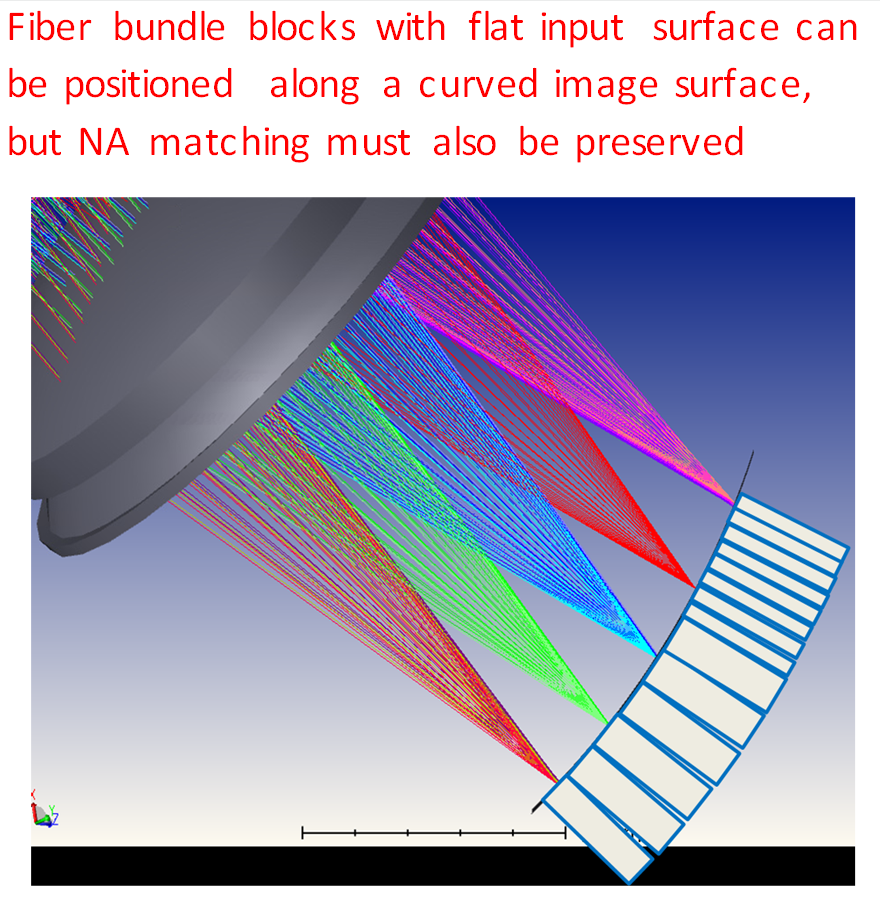 Fiber bundle blocks with flat input surface can
be positioned along a curved image surface,
but NA matching must also be preserved
X
Y
Z